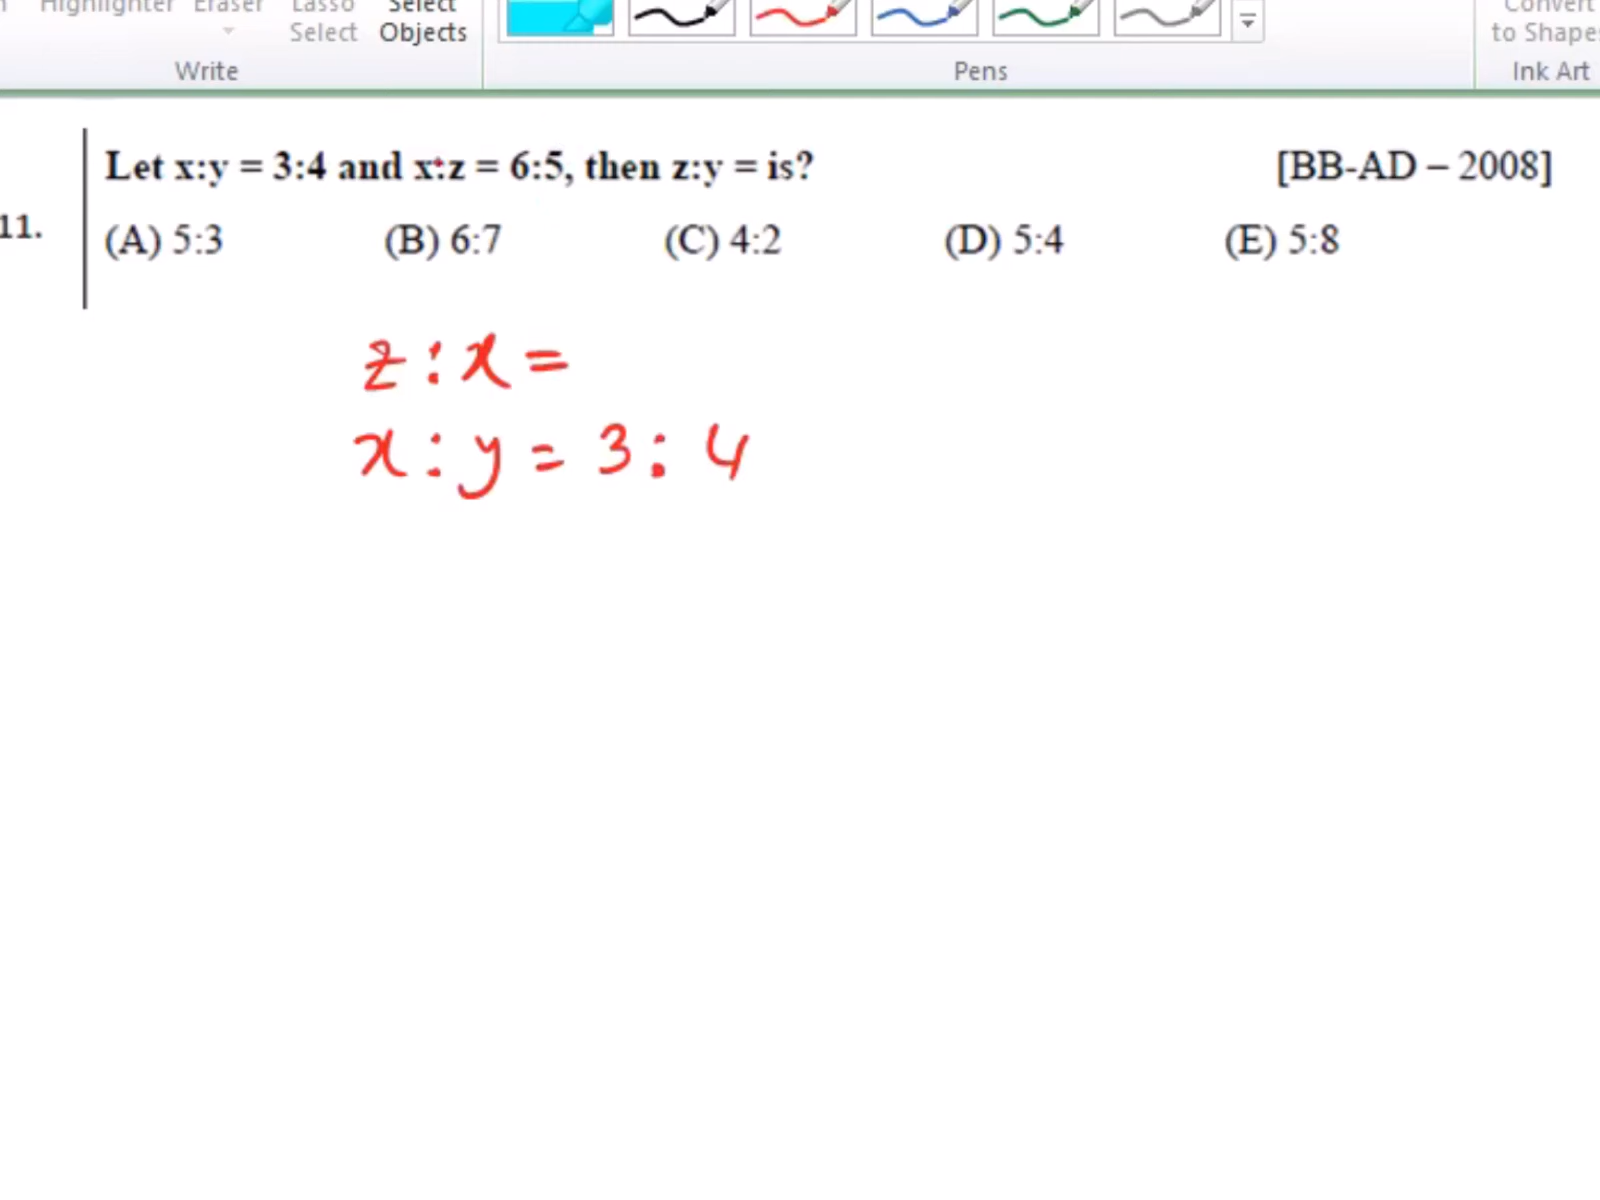 Highlighter Eraser Lasso Select Select Objects Convert to Shapes
Write Pens Ink Art
Let x:y = 3:4 and x:z = 6:5, then z:y = is? [BB-AD – 2008]
11.
(A) 5:3 (B) 6:7 (C) 4:2 (D) 5:4 (E) 5:8
z : x =
x : y = 3 : 4